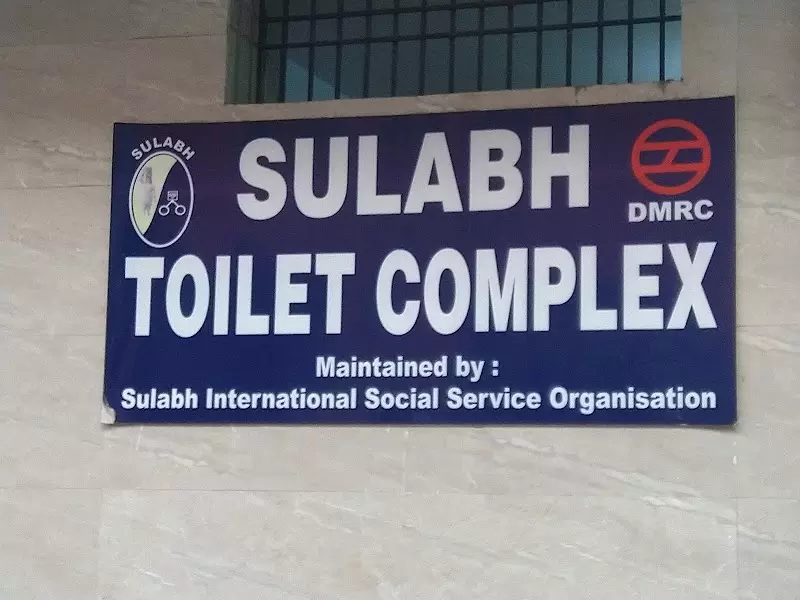 SULABH
SULABH
DMRC
TOILET COMPLEX
Maintained by :
Sulabh International Social Service Organisation